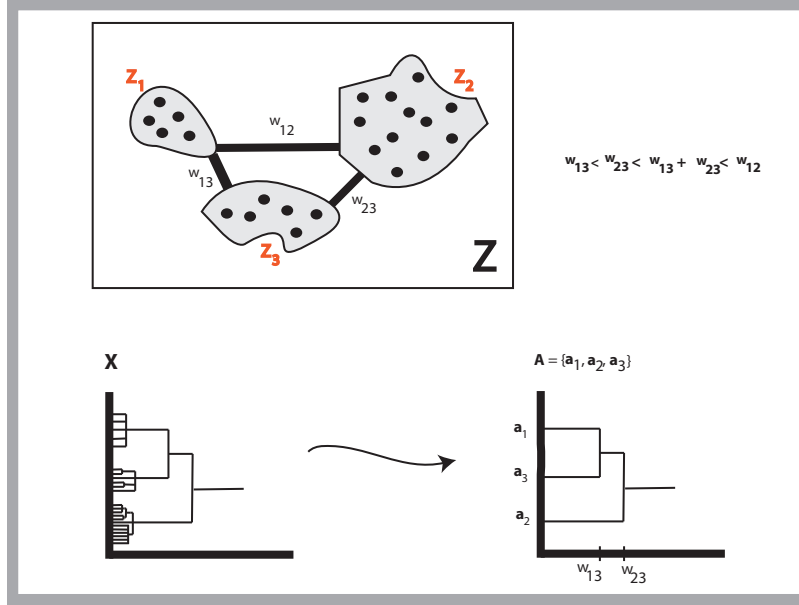 Z₁
Z₂
w₁₂
w₁₃ < w₂₃ < w₁₃ + w₂₃ < w₁₂
w₁₃
w₂₃
Z₃
Z
X
A = {a₁, a₂, a₃}
a₁
a₃
a₂
w₁₃ w₂₃